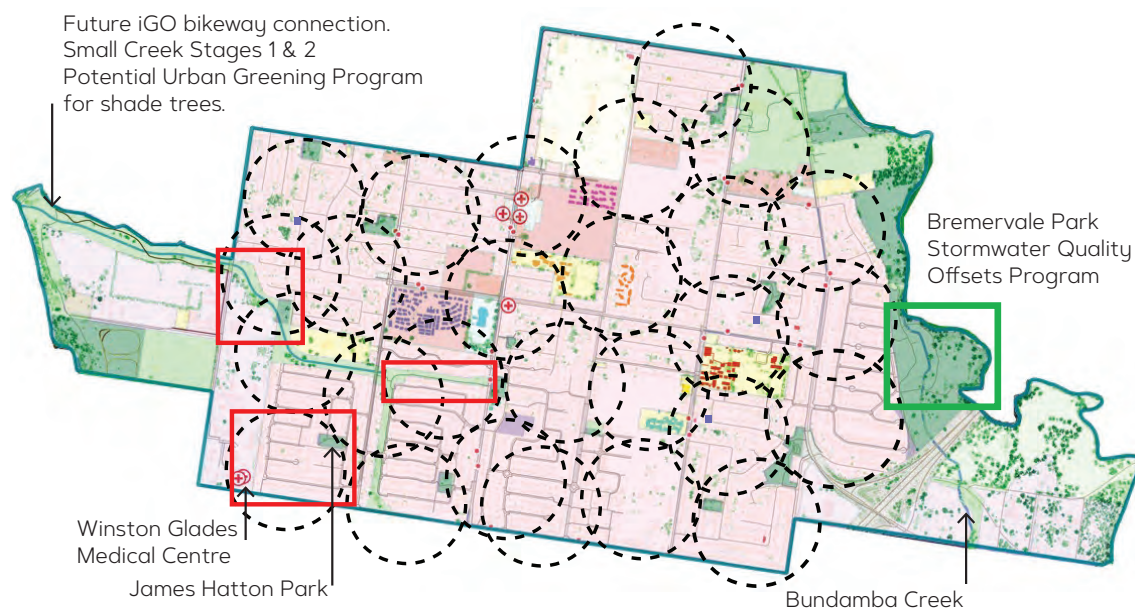 Future iGO bikeway connection.
Small Creek Stages 1 & 2
Potential Urban Greening Program
for shade trees.
Bremervale Park
Stormwater Quality
Offsets Program
Winston Glades
Medical Centre
James Hatton Park
Bundamba Creek